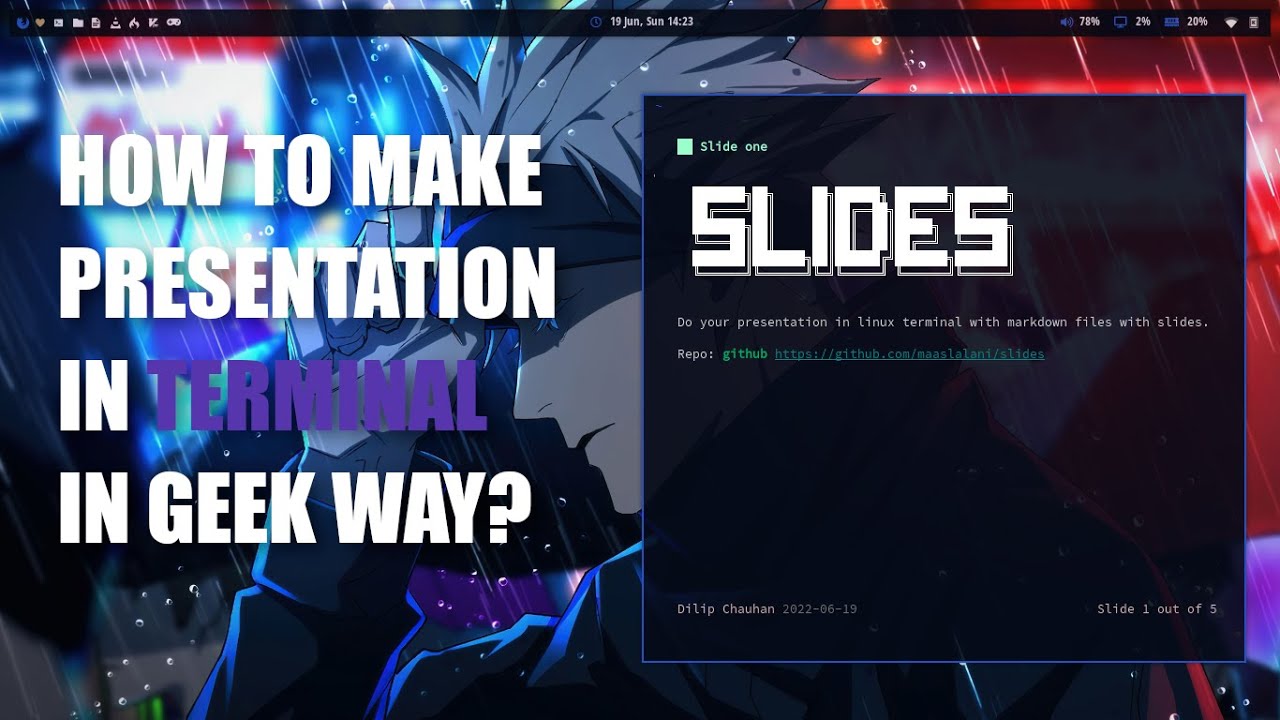 19 Jun, Sun 14:23
78%
2%
20%
HOW TO MAKE
PRESENTATION
IN TERMINAL
IN GEEK WAY?
Slide one
SLIDES
Do your presentation in linux terminal with markdown files with slides.
Repo: github https://github.com/maaslalani/slides
Dilip Chauhan 2022-06-19
Slide 1 out of 5